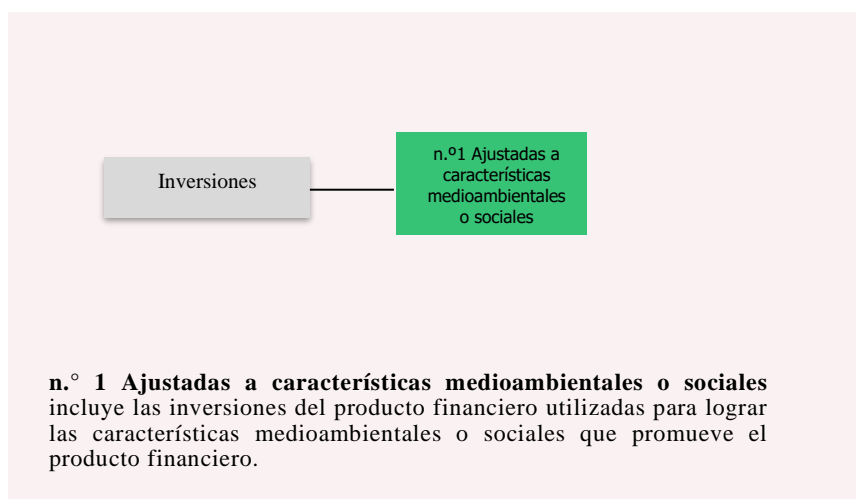 Inversiones
n.º1 Ajustadas a
características
medioambientales
o sociales
n.° 1 Ajustadas a características medioambientales o sociales
incluye las inversiones del producto financiero utilizadas para lograr
las características medioambientales o sociales que promueve el
producto financiero.